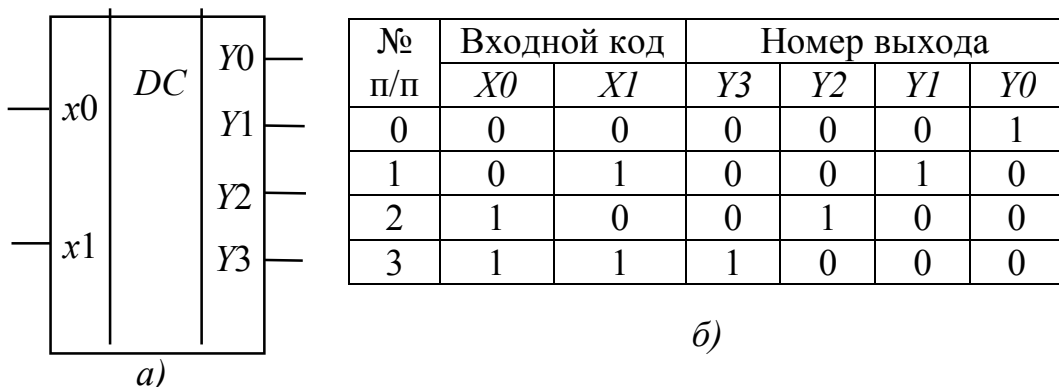 DC
x0
x1
Y0
Y1
Y2
Y3
а)
№ п/п Входной код Номер выхода
X0 X1 Y3 Y2 Y1 Y0
0 0 0 0 0 0 1
1 0 1 0 0 1 0
2 1 0 0 1 0 0
3 1 1 1 0 0 0
б)